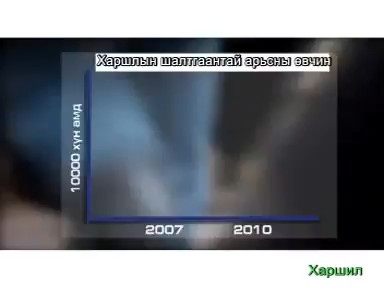 Харшлын шалтгаантай арьсны өвчин
10000 хүн амд
2007 2010
Харшил